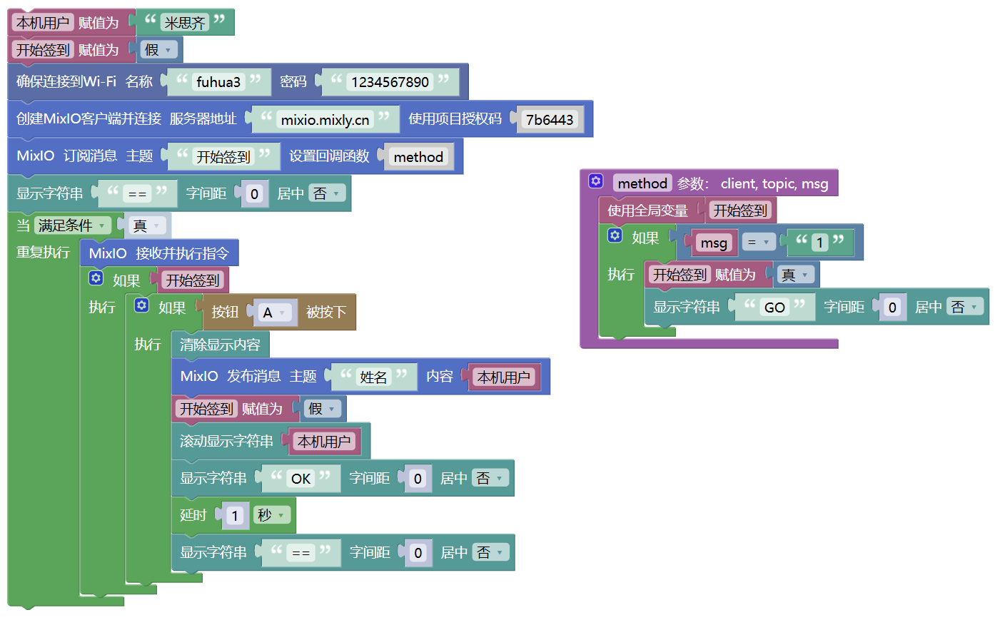 本机用户 赋值为 “ 米思齐 ”
开始签到 赋值为 假
确保连接到Wi-Fi 名称 “ fuhua3 ” 密码 “ 1234567890 ”
创建MixIO客户端并连接 服务器地址 “ mixio.mixly.cn ” 使用项目授权码 7b6443
MixIO 订阅消息 主题 “ 开始签到 ” 设置回调函数 method
显示字符串 “ == ” 字间距 0 居中 否
当 满足条件 真
重复执行
MixIO 接收并执行指令
如果 开始签到
执行
如果 按钮 A 被按下
执行
清除显示内容
MixIO 发布消息 主题 “ 姓名 ” 内容 本机用户
开始签到 赋值为 假
滚动显示字符串 本机用户
显示字符串 “ OK ” 字间距 0 居中 否
延时 1 秒
显示字符串 “ == ” 字间距 0 居中 否
method 参数: client, topic, msg
使用全局变量 开始签到
如果 msg = “ 1 ”
执行 开始签到 赋值为 真
显示字符串 “ GO ” 字间距 0 居中 否